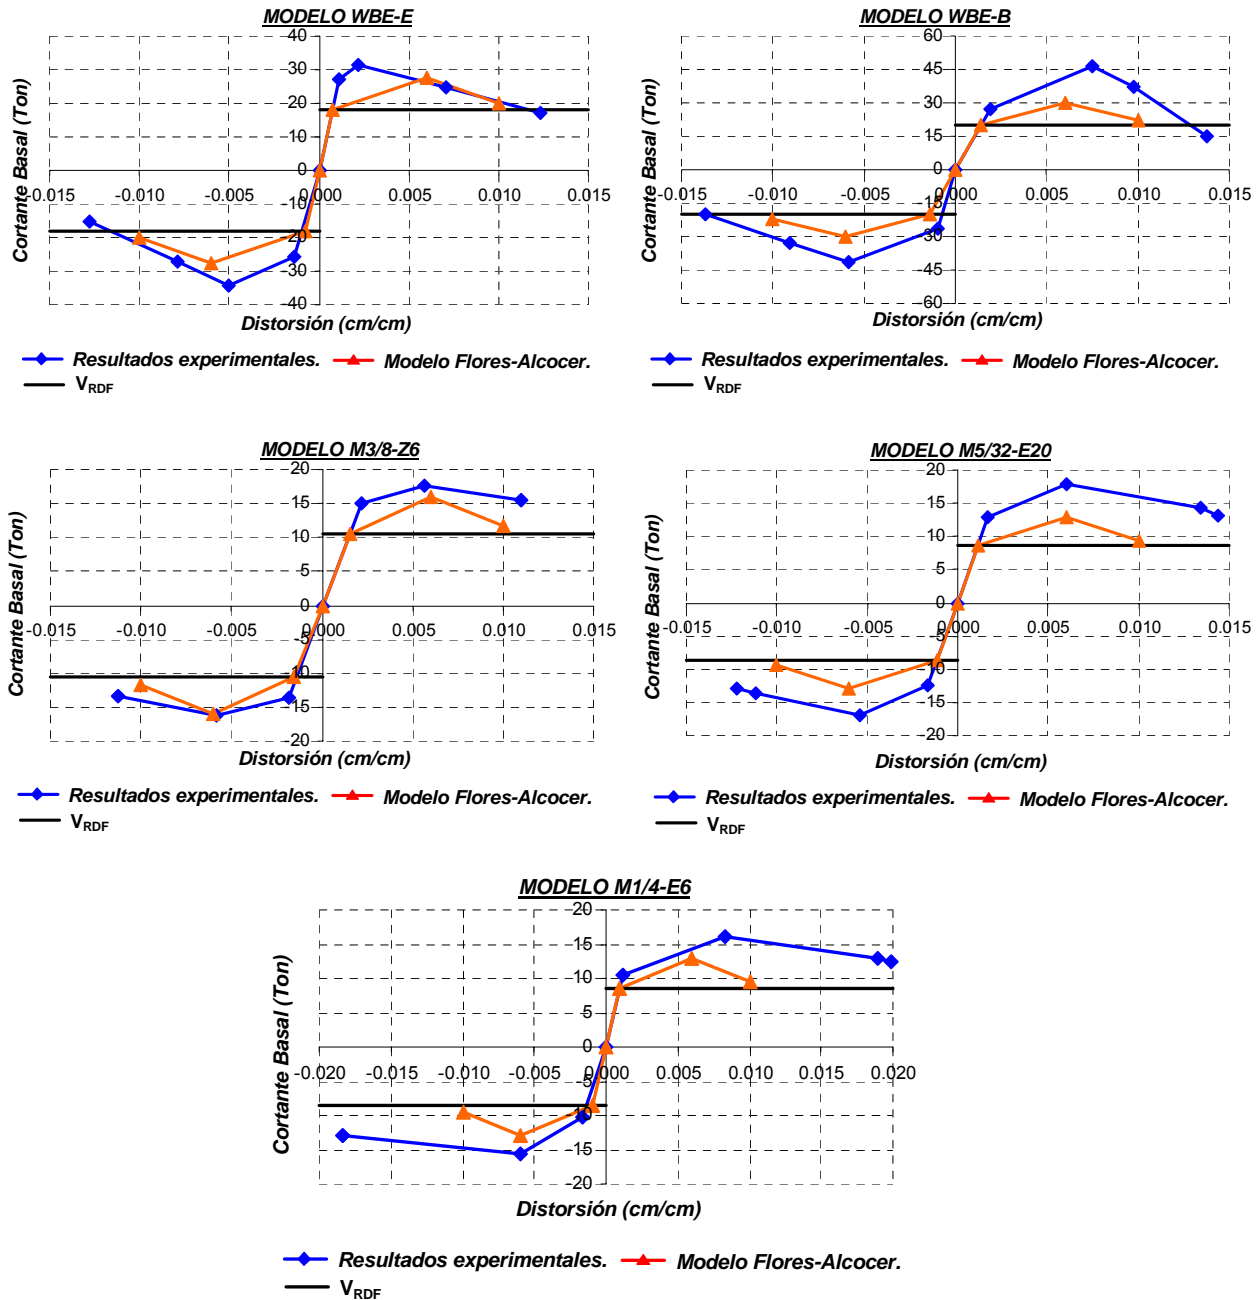 MODELO WBE-E
40
30
20
10
0
-10
-20
-30
-40
-0.015 -0.010 -0.005 0.000 0.005 0.010 0.015
Cortante Basal (Ton)
Distorsión (cm/cm)
Resultados experimentales. Modelo Flores-Alcocer.
VRDF
MODELO WBE-B
60
45
30
15
0
-15
-30
-45
-60
-0.015 -0.010 -0.005 0.000 0.005 0.010 0.015
Cortante Basal (Ton)
Distorsión (cm/cm)
Resultados experimentales. Modelo Flores-Alcocer.
VRDF
MODELO M3/8-Z6
20
15
10
5
0
-5
-10
-15
-20
-0.015 -0.010 -0.005 0.000 0.005 0.010 0.015
Cortante Basal (Ton)
Distorsión (cm/cm)
Resultados experimentales. Modelo Flores-Alcocer.
VRDF
MODELO M5/32-E20
20
15
10
5
0
-5
-10
-15
-20
-0.015 -0.010 -0.005 0.000 0.005 0.010 0.015
Cortante Basal (Ton)
Distorsión (cm/cm)
Resultados experimentales. Modelo Flores-Alcocer.
VRDF
MODELO M1/4-E6
20
15
10
5
0
-5
-10
-15
-20
-0.020 -0.015 -0.010 -0.005 0.000 0.005 0.010 0.015 0.020
Cortante Basal (Ton)
Distorsión (cm/cm)
Resultados experimentales. Modelo Flores-Alcocer.
VRDF